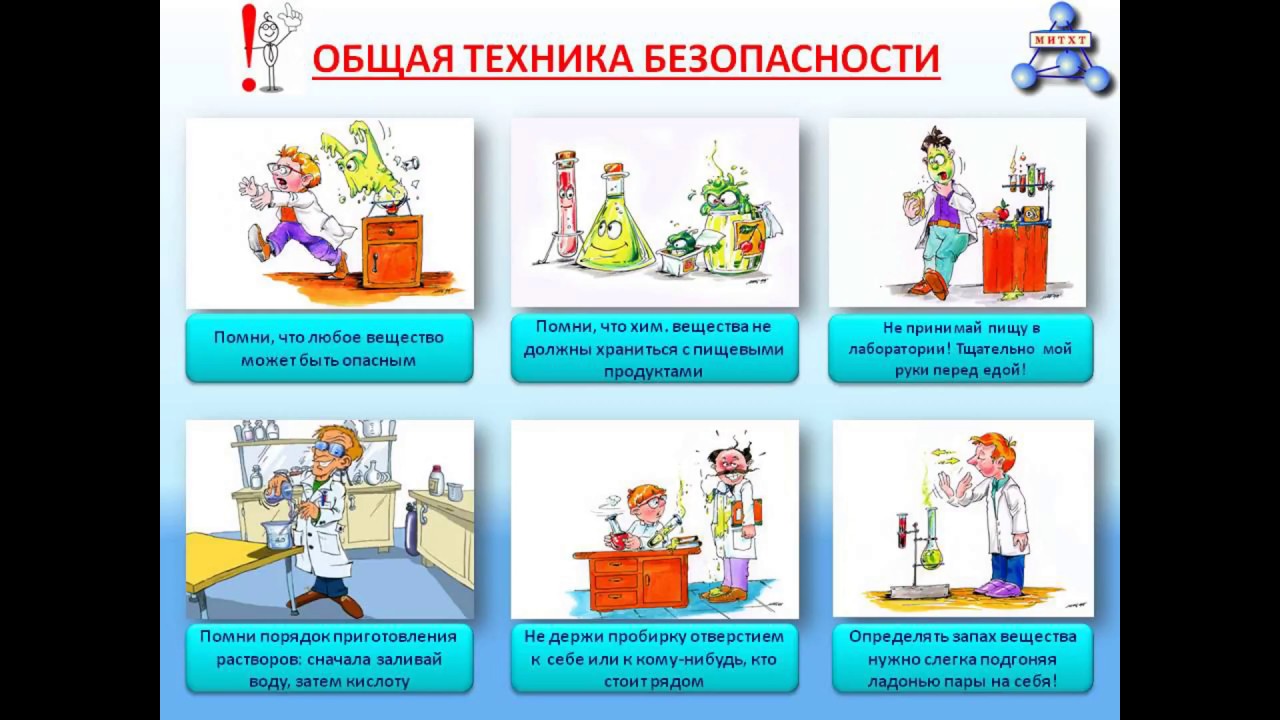 ОБЩАЯ ТЕХНИКА БЕЗОПАСНОСТИ
МИТХТ
Помни, что любое вещество
может быть опасным
Помни, что хим. вещества не
должны храниться с пищевыми
продуктами
Не принимай пищу в
лаборатории! Тщательно мой
руки перед едой!
Помни порядок приготовления
растворов: сначала заливай
воду, затем кислоту
Не держи пробирку отверстием
к себе или к кому-нибудь, кто
стоит рядом
Определять запах вещества
нужно слегка подгоняя
ладонью пары на себя!